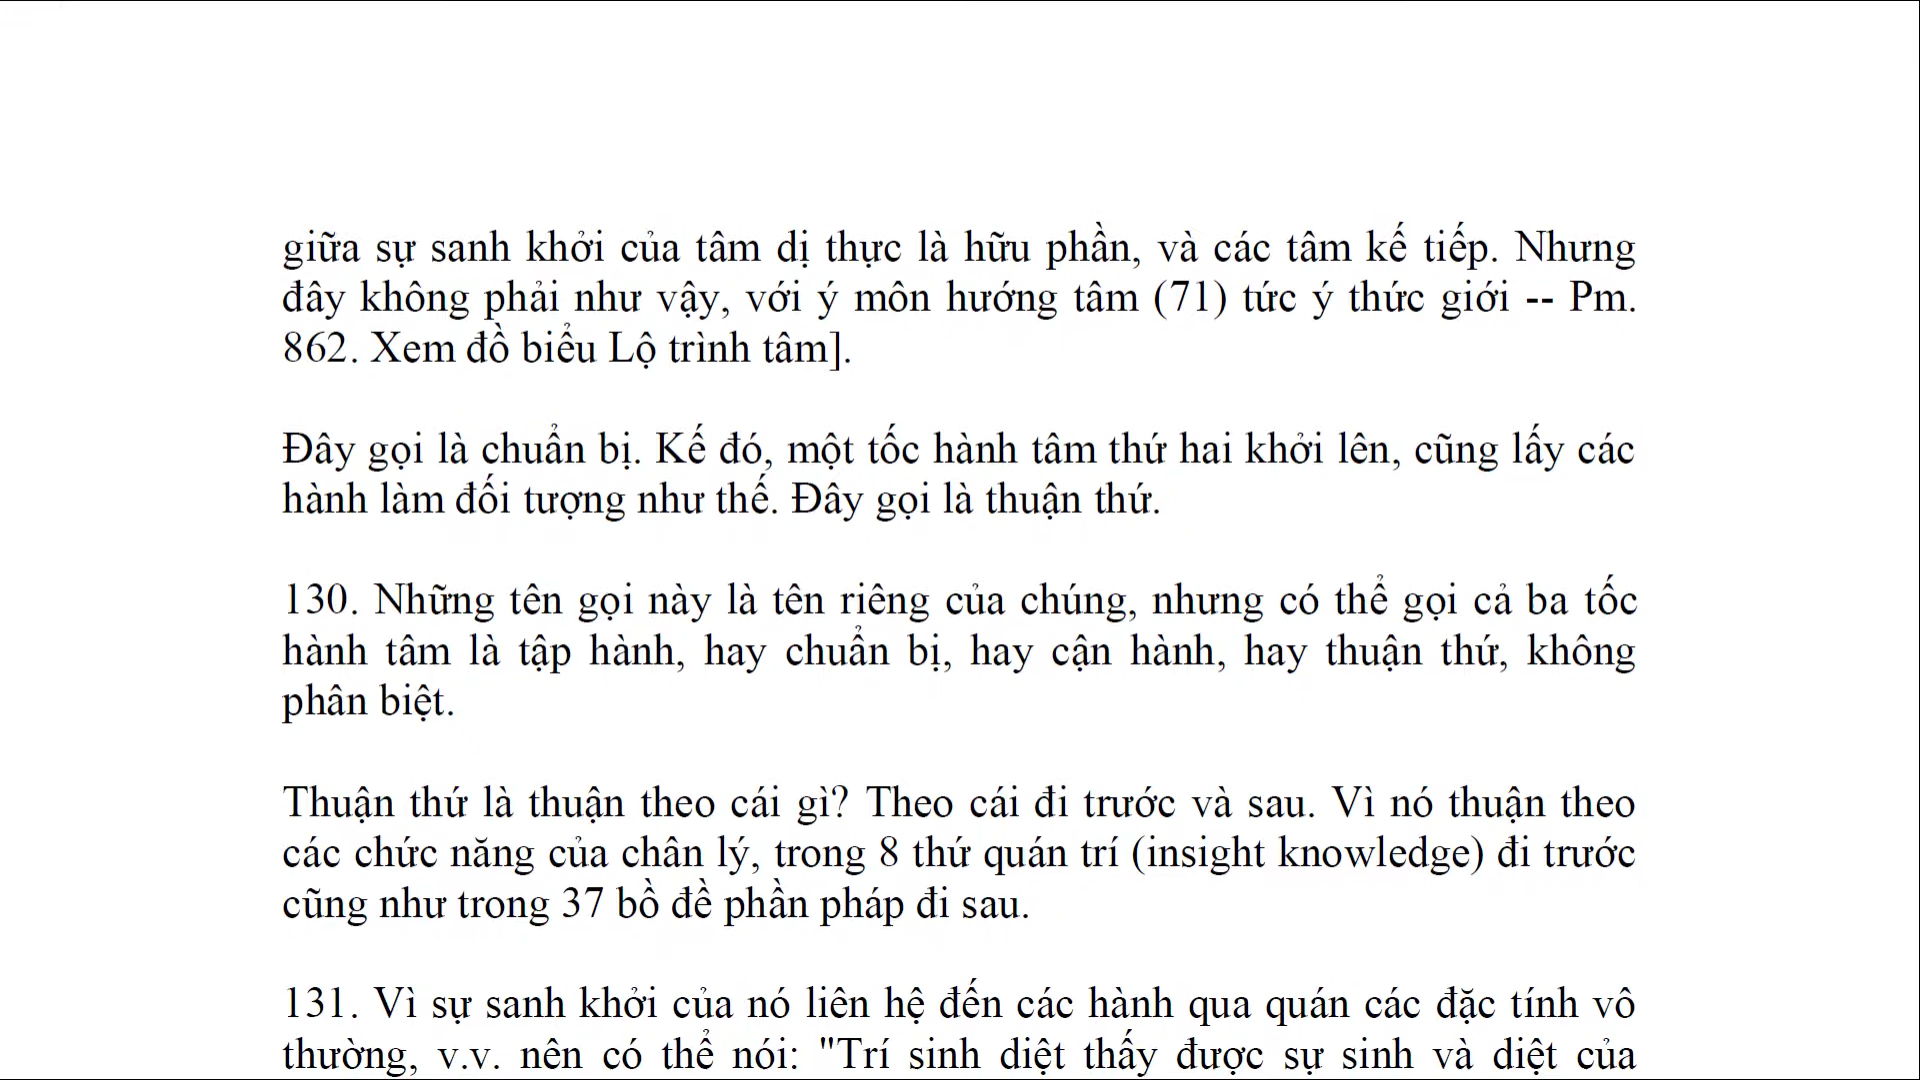 giữa sự sanh khởi của tâm dị thực là hữu phần, và các tâm kế tiếp. Nhưng
đây không phải như vậy, với ý môn hướng tâm (71) tức ý thức giới -- Pm.
862. Xem đồ biểu Lộ trình tâm].
Đây gọi là chuẩn bị. Kế đó, một tốc hành tâm thứ hai khởi lên, cũng lấy các
hành làm đối tượng như thế. Đây gọi là thuận thứ.
130. Những tên gọi này là tên riêng của chúng, nhưng có thể gọi cả ba tốc
hành tâm là tập hành, hay chuẩn bị, hay cận hành, hay thuận thứ, không
phân biệt.
Thuận thứ là thuận theo cái gì? Theo cái đi trước và sau. Vì nó thuận theo
các chức năng của chân lý, trong 8 thứ quán trí (insight knowledge) đi trước
cũng như trong 37 bồ đề phần pháp đi sau.
131. Vì sự sanh khởi của nó liên hệ đến các hành qua quán các đặc tính vô
thường, v.v. nên có thể nói: "Trí sinh diệt thấy được sự sinh và diệt của